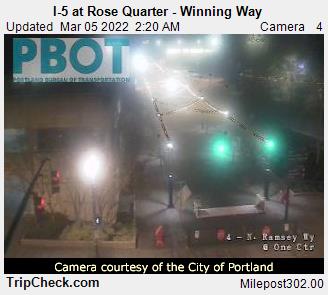 I-5 at Rose Quarter - Winning Way
Updated Mar 05 2022 2:20 AM Camera 4
PBOT
PORTLAND BUREAU OF TRANSPORTATION
4 - N. Ramsey Wy
@ One Ctr
Camera courtesy of the City of Portland
TripCheck.com Milepost302.00